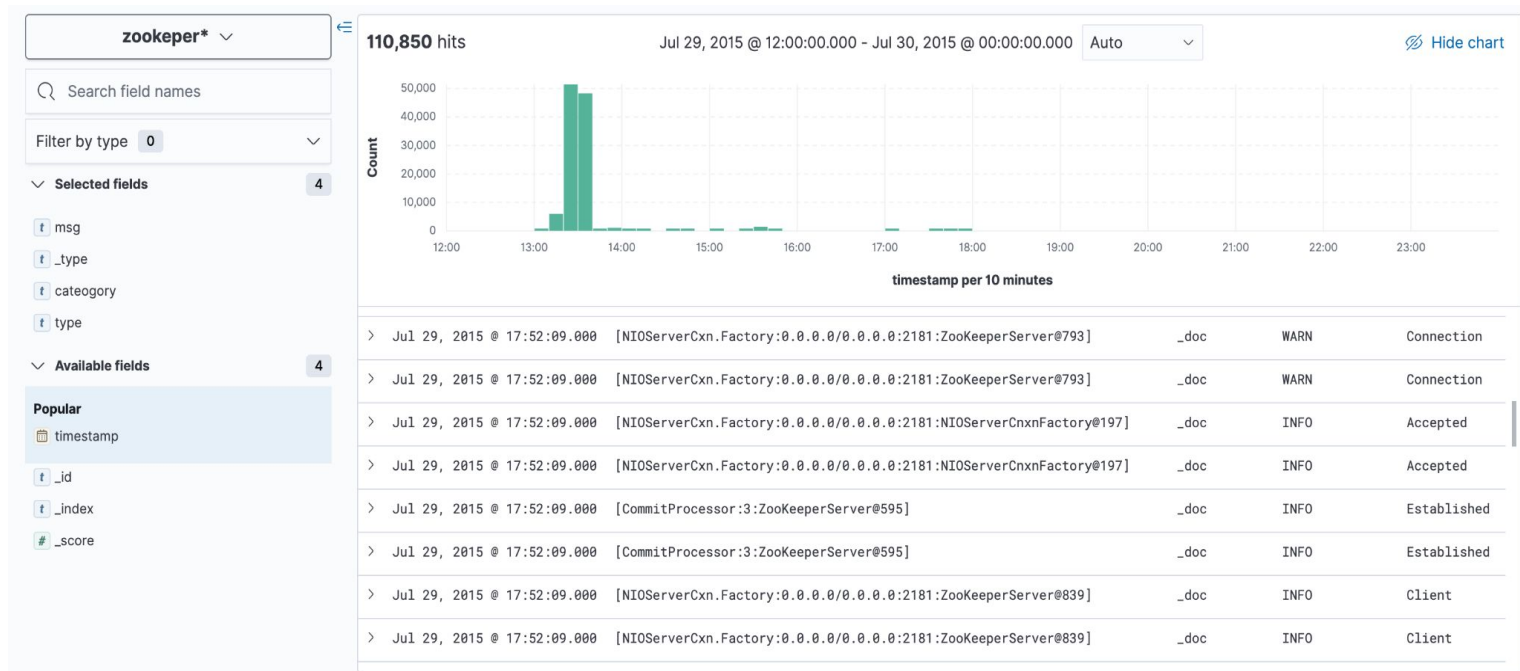 zookeper*
Search field names
Filter by type 0
Selected fields 4
t msg
t _type
t cateogory
t type
Available fields 4
Popular
timestamp
t _id
t _index
# _score
110,850 hits
Jul 29, 2015 @ 12:00:00.000 - Jul 30, 2015 @ 00:00:00.000 Auto
Hide chart
Count
50,000
40,000
30,000
20,000
10,000
0
12:00 13:00 14:00 15:00 16:00 17:00 18:00 19:00 20:00 21:00 22:00 23:00
timestamp per 10 minutes
> Jul 29, 2015 @ 17:52:09.000 [NIOServerCxn.Factory:0.0.0.0/0.0.0.0:2181:ZooKeeperServer@793] _doc WARN Connection
> Jul 29, 2015 @ 17:52:09.000 [NIOServerCxn.Factory:0.0.0.0/0.0.0.0:2181:ZooKeeperServer@793] _doc WARN Connection
> Jul 29, 2015 @ 17:52:09.000 [NIOServerCxn.Factory:0.0.0.0/0.0.0.0:2181:NIOServerCnxnFactory@197] _doc INFO Accepted
> Jul 29, 2015 @ 17:52:09.000 [NIOServerCxn.Factory:0.0.0.0/0.0.0.0:2181:NIOServerCnxnFactory@197] _doc INFO Accepted
> Jul 29, 2015 @ 17:52:09.000 [CommitProcessor:3:ZooKeeperServer@595] _doc INFO Established
> Jul 29, 2015 @ 17:52:09.000 [CommitProcessor:3:ZooKeeperServer@595] _doc INFO Established
> Jul 29, 2015 @ 17:52:09.000 [NIOServerCxn.Factory:0.0.0.0/0.0.0.0:2181:ZooKeeperServer@839] _doc INFO Client
> Jul 29, 2015 @ 17:52:09.000 [NIOServerCxn.Factory:0.0.0.0/0.0.0.0:2181:ZooKeeperServer@839] _doc INFO Client